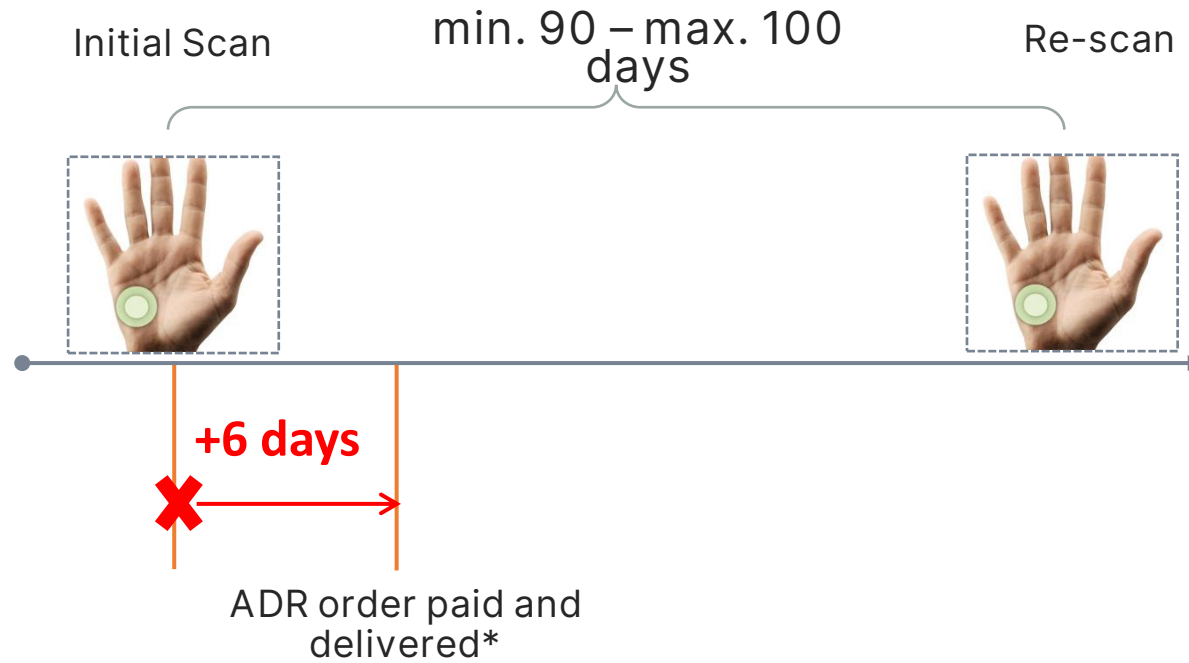 Initial Scan
min. 90 – max. 100
days
Re-scan
+6 days
ADR order paid and
delivered*